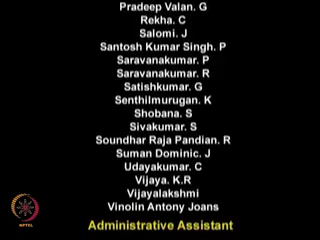 Pradeep Valan. G
Rekha. C
Salomi. J
Santosh Kumar Singh. P
Saravanakumar. P
Saravanakumar. R
Satishkumar. G
Senthilmurugan. K
Shobana. S
Sivakumar. S
Soundhar Raja Pandian. R
Suman Dominic. J
Udayakumar. C
Vijaya. K.R
Vijayalakshmi
Vinolin Antony Joans
Administrative Assistant
NPTEL